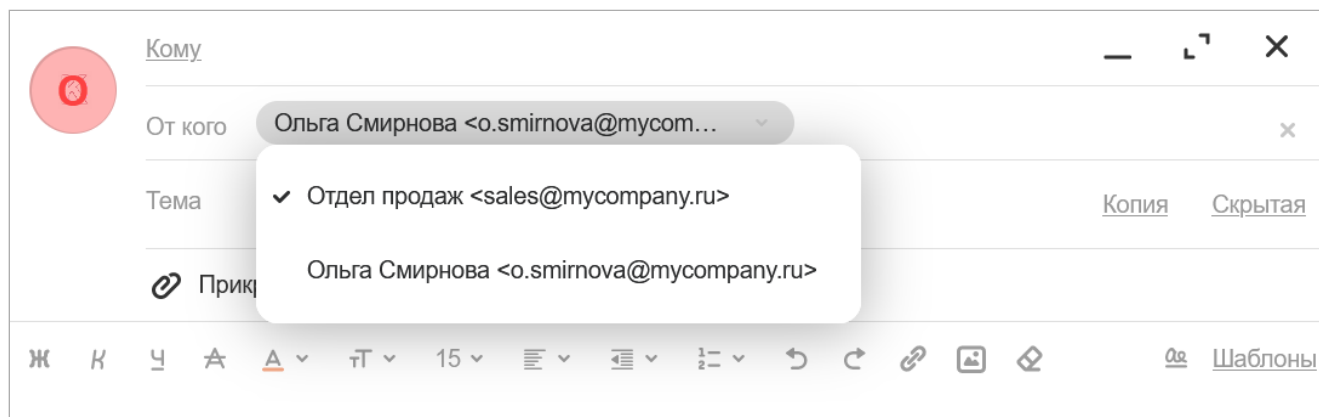 О
Кому
От кого Ольга Смирнова <o.smirnova@mycom...
✓ Отдел продаж <sales@mycompany.ru>
Тема Копия Скрытая
Ольга Смирнова <o.smirnova@mycompany.ru>
Прик
Ж К Ч А А тТ 15 Шаблоны